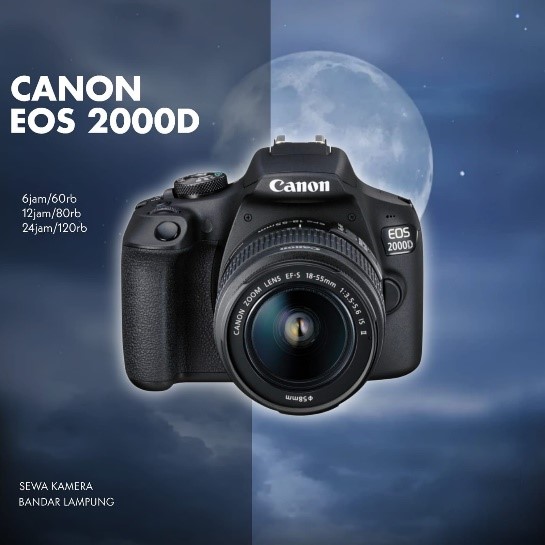 CANON
EOS 2000D
6jam/60rb
12jam/80rb
24jam/120rb
Canon
EOS
2000D
CANON ZOOM LENS EF-S 18-55mm 1:3.5-5.6 IS II
Φ58mm
SEWA KAMERA
BANDAR LAMPUNG